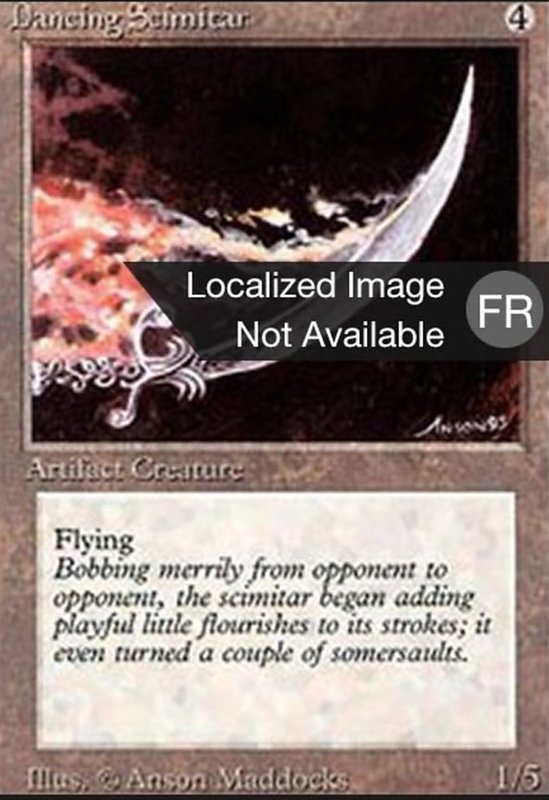 Dancing Scimitar 4
Localized Image
Not Available
FR
ANSON93
Artifact Creature
Flying
Bobbing merrily from opponent to
opponent, the scimitar began adding
playful little flourishes to its strokes; it
even turned a couple of somersaults.
Illus. © Anson Maddocks 1/5